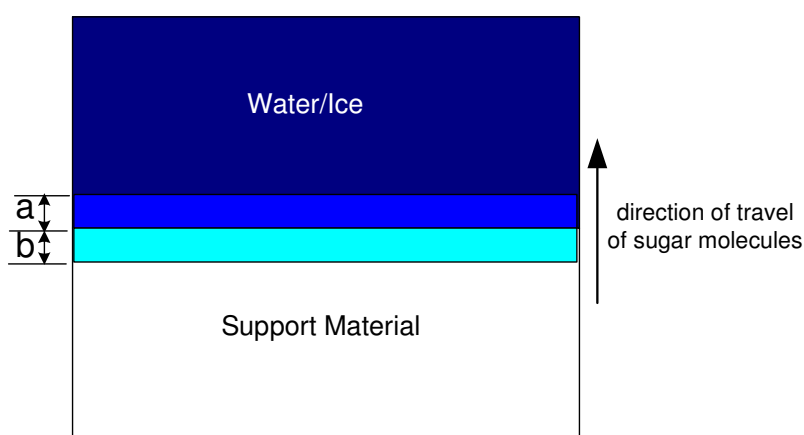 Water/Ice
a
b
direction of travel
of sugar molecules
Support Material